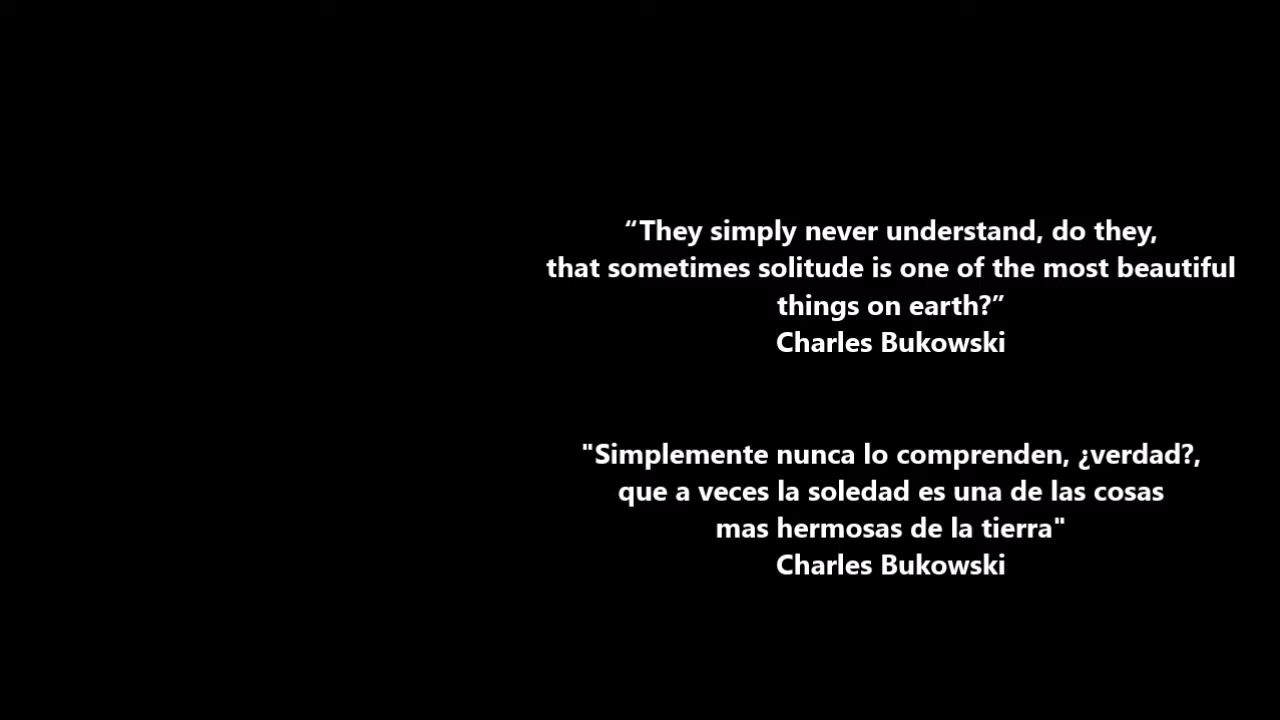 “They simply never understand, do they,
that sometimes solitude is one of the most beautiful
things on earth?”
Charles Bukowski
"Simplemente nunca lo comprenden, ¿verdad?,
que a veces la soledad es una de las cosas
mas hermosas de la tierra"
Charles Bukowski